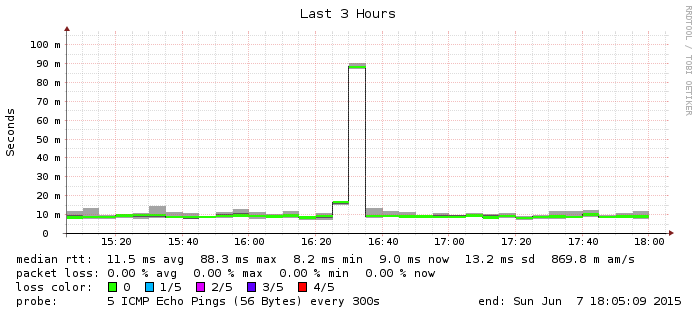 Last 3 Hours
RRDTOOL / TOBI OETIKER
Seconds
100 m
90 m
80 m
70 m
60 m
50 m
40 m
30 m
20 m
10 m
0
15:20 15:40 16:00 16:20 16:40 17:00 17:20 17:40 18:00
median rtt: 11.5 ms avg 88.3 ms max 8.2 ms min 9.0 ms now 13.2 ms sd 869.8 m am/s
packet loss: 0.00 % avg 0.00 % max 0.00 % min 0.00 % now
loss color: 0 1/5 2/5 3/5 4/5
probe: 5 ICMP Echo Pings (56 Bytes) every 300s end: Sun Jun 7 18:05:09 2015